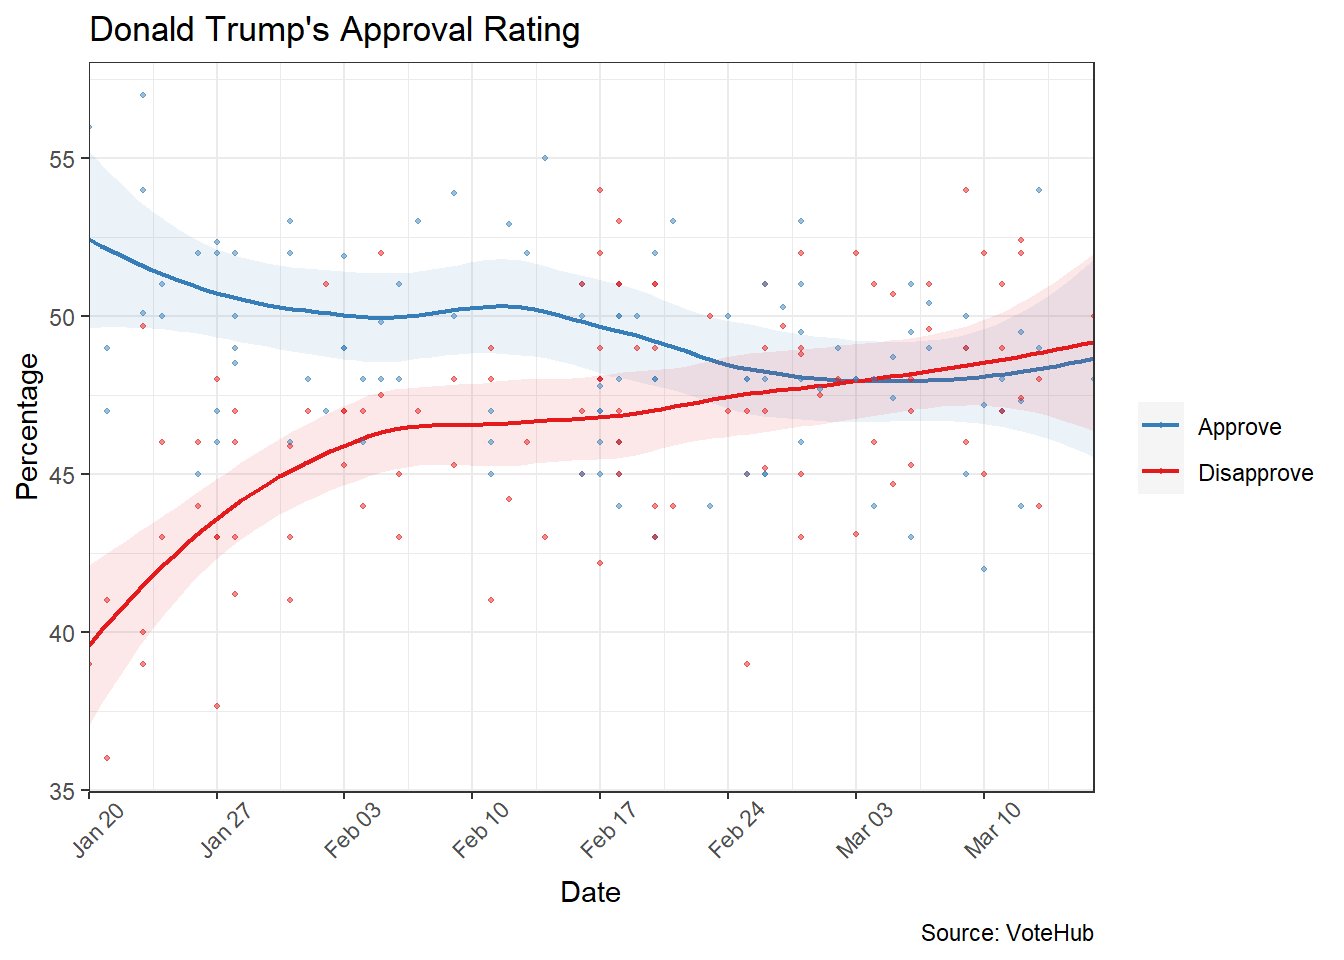 Donald Trump's Approval Rating
55
50
45
40
35
Percentage
Jan 20
Jan 27
Feb 03
Feb 10
Feb 17
Feb 24
Mar 03
Mar 10
Date
Approve
Disapprove
Source: VoteHub